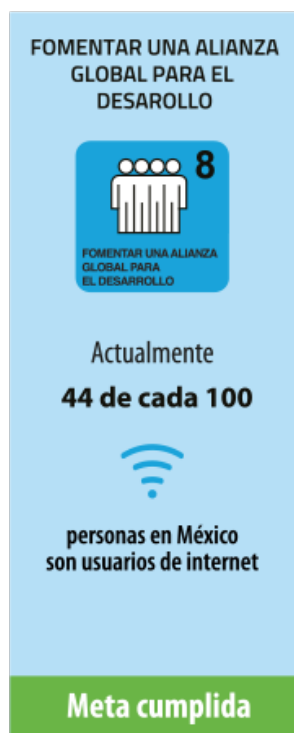 FOMENTAR UNA ALIANZA
GLOBAL PARA EL
DESAROLLO
8
FOMENTAR UNA ALIANZA
GLOBAL PARA
EL DESARROLLO
Actualmente
44 de cada 100
personas en México
son usuarios de internet
Meta cumplida